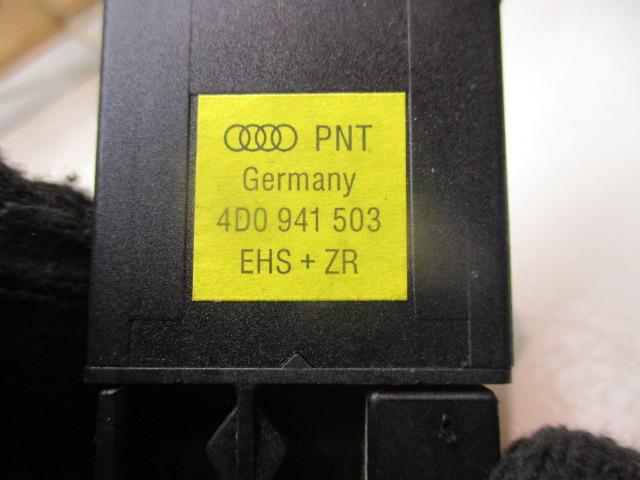 PNT
Germany
4D0 941 503
EHS + ZR